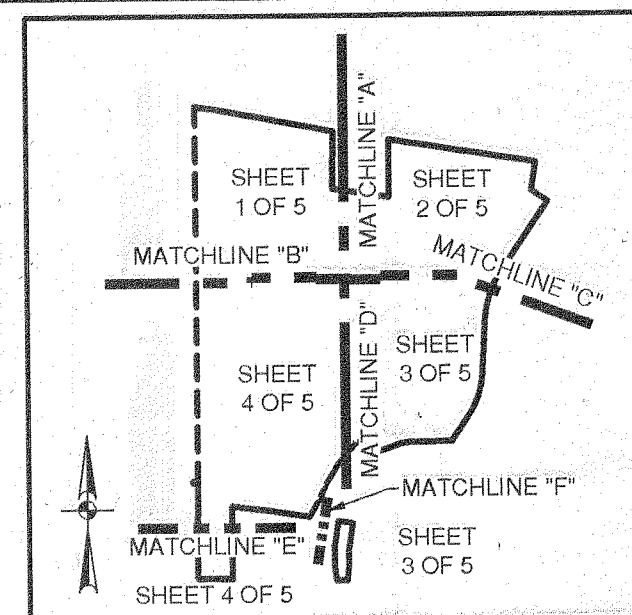 MATCHLINE "A"
SHEET
1 OF 5
SHEET
2 OF 5
MATCHLINE "B"
MATCHLINE "C"
MATCHLINE "D"
SHEET
3 OF 5
SHEET
4 OF 5
MATCHLINE "F"
MATCHLINE "E"
SHEET
3 OF 5
SHEET 4 OF 5